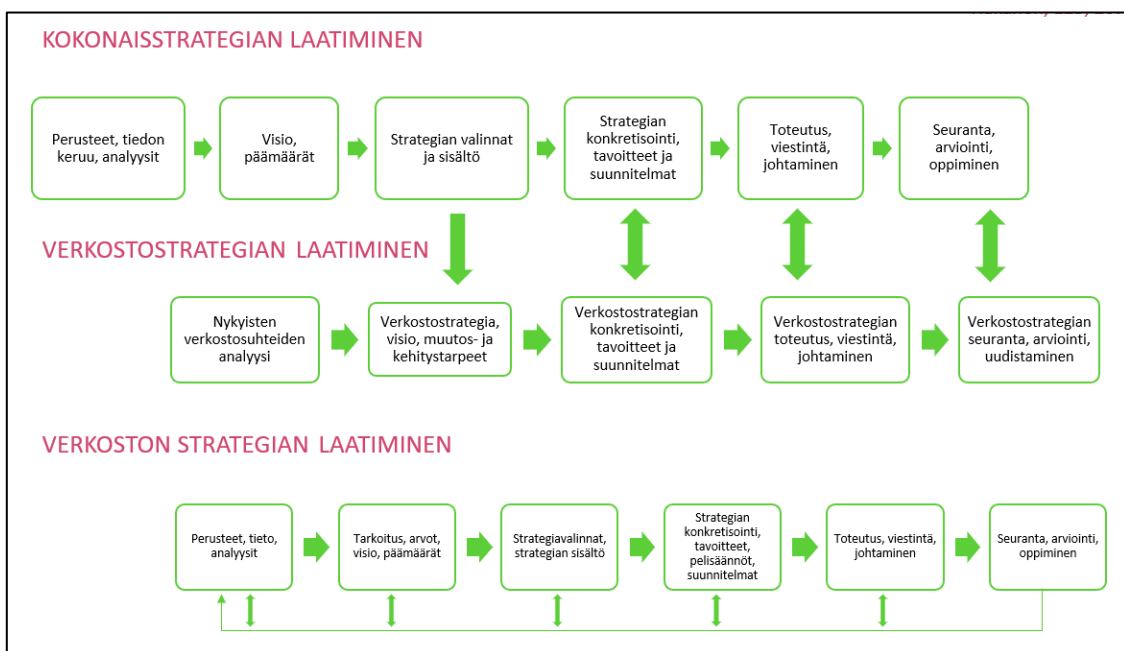 KOKONAISSTRATEGIAN LAATIMINEN
Perusteet, tiedon
keruu, analyysit
Visio,
päämäärät
Strategian valinnat
ja sisältö
Strategian
konkretisointi,
tavoitteet ja
suunnitelmat
Toteutus,
viestintä,
johtaminen
Seuranta,
arviointi,
oppiminen
VERKOSTOSTRATEGIAN LAATIMINEN
Nykyisten
verkostosuhteiden
analyysi
Verkostostrategia,
visio, muutos- ja
kehitystarpeet
Verkostostrategian
konkretisointi,
tavoitteet ja
suunnitelmat
Verkostostrategian
toteutus, viestintä,
johtaminen
Verkostostrategian
seuranta, arviointi,
uudistaminen
VERKOSTON STRATEGIAN LAATIMINEN
Perusteet, tieto,
analyysit
Tarkoitus, arvot,
visio, päämäärät
Strategiavalinnat,
strategian sisältö
Strategian
konkretisointi,
tavoitteet,
pelisäännöt,
suunnitelmat
Toteutus, viestintä,
johtaminen
Seuranta, arviointi,
oppiminen